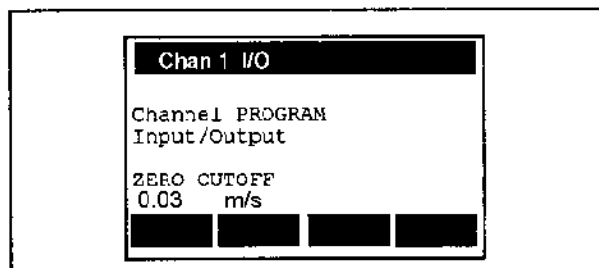 Chan 1 I/O
Channel PROGRAM
Input/Output
ZERO CUTOFF
0.03 m/s